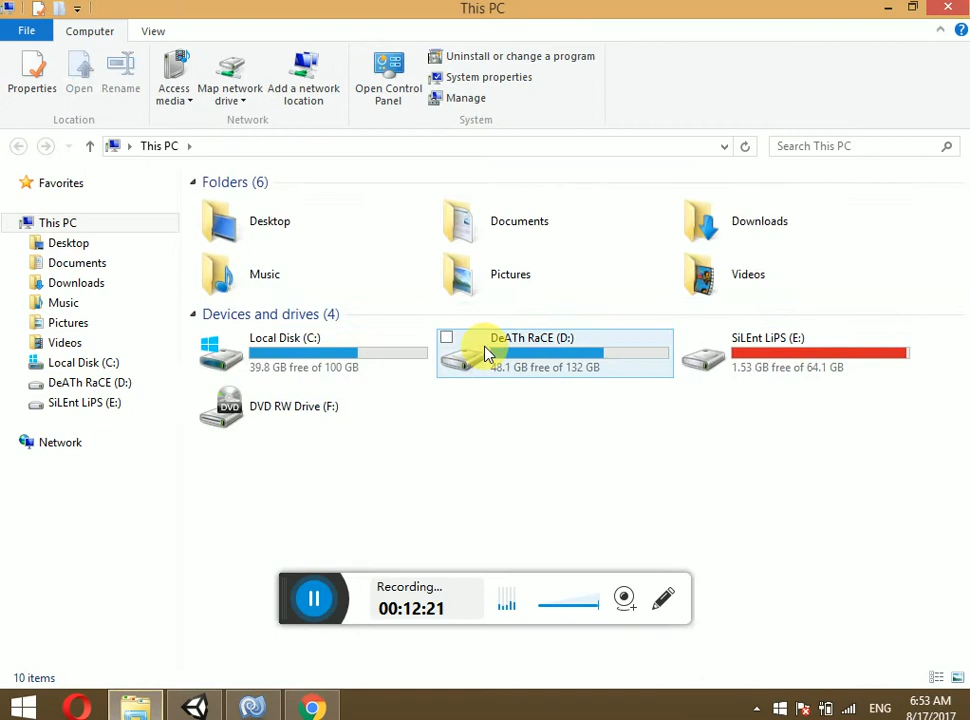 This PC
File Computer View
Properties Open Rename Access media Map network drive Add a network location Open Control Panel Uninstall or change a program
System properties
Manage
Location Network System
This PC Search This PC
Favorites
This PC
Desktop
Documents
Downloads
Music
Pictures
Videos
Local Disk (C:)
DeATh RaCE (D:)
SiLEnt LiPS (E:)
Network
Folders (6)
Desktop Documents Downloads
Music Pictures Videos
Devices and drives (4)
Local Disk (C:)
39.8 GB free of 100 GB
DeATh RaCE (D:)
48.1 GB free of 132 GB
SiLEnt LiPS (E:)
1.53 GB free of 64.1 GB
DVD RW Drive (F:)
DVD
Recording...
00:12:21
10 items
ENG
6:53 AM
8/17/2017